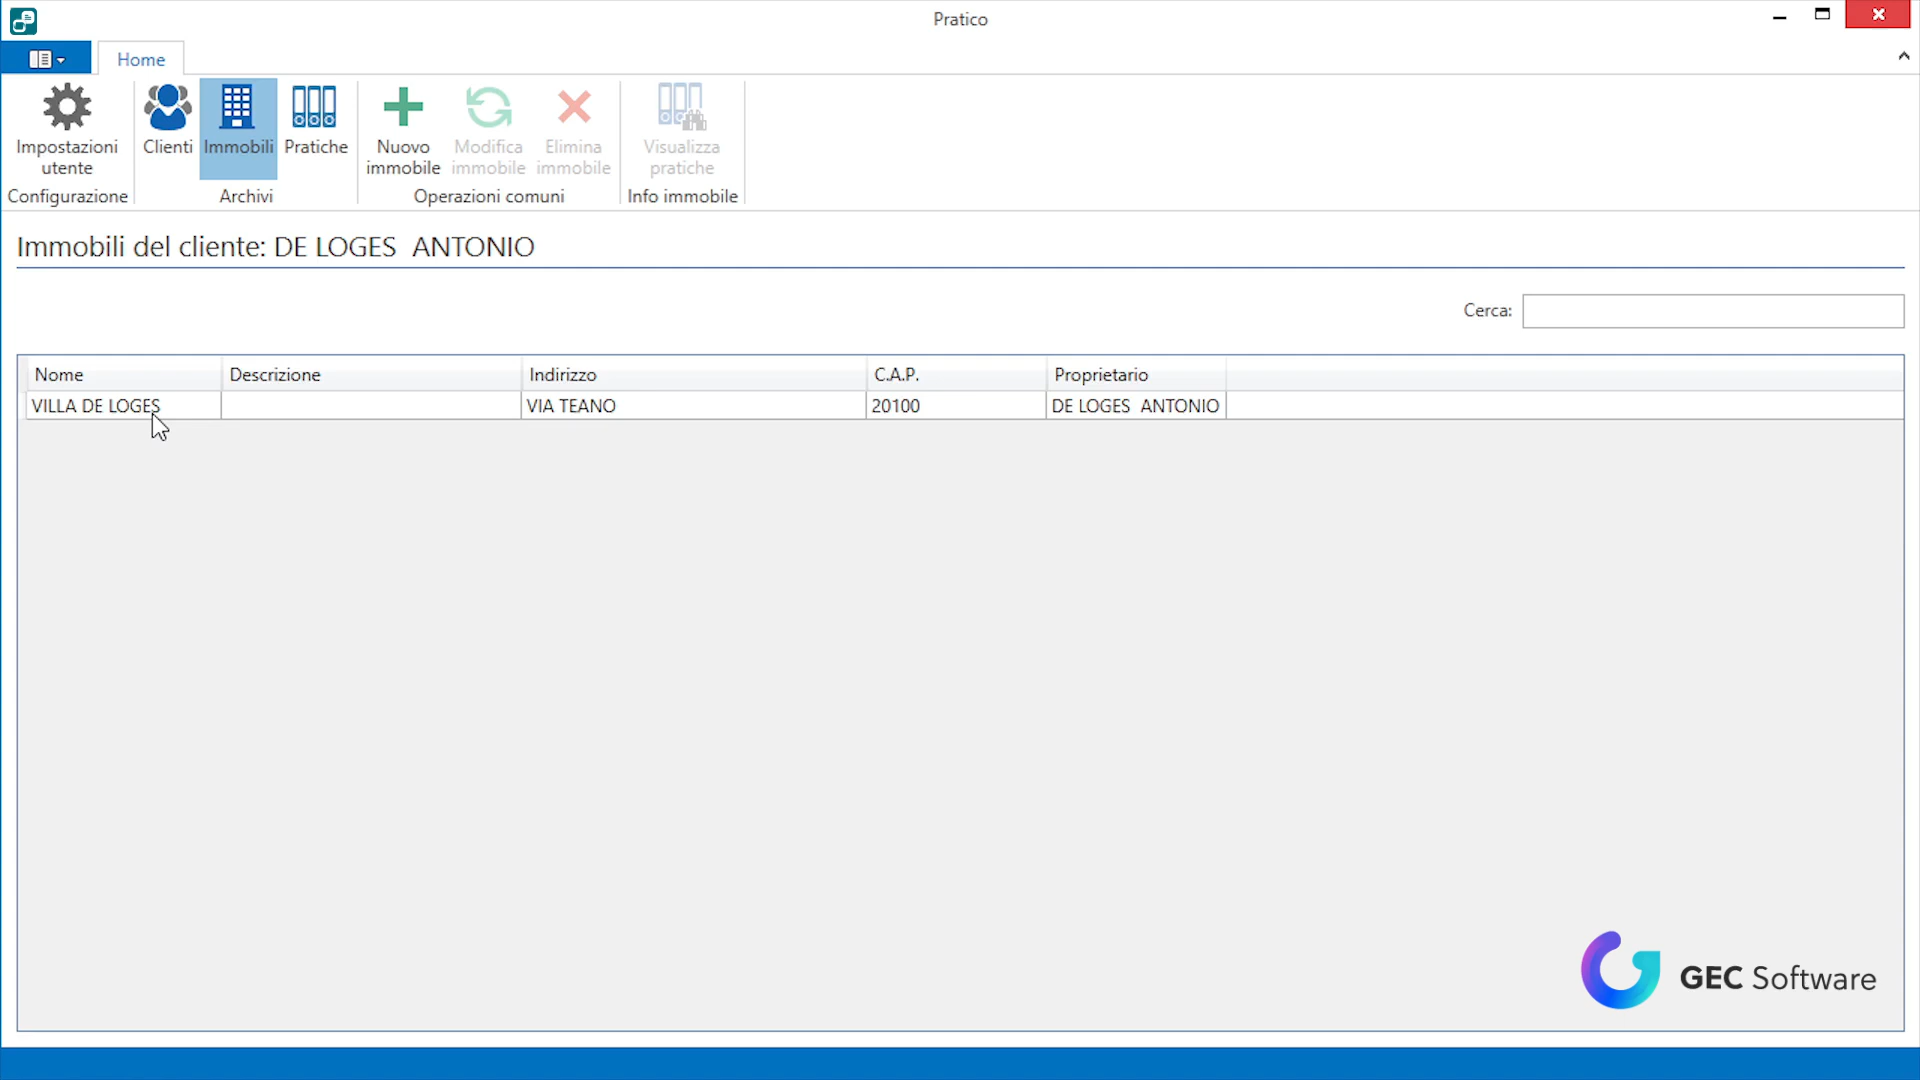 Pratico
Home
Impostazioni utente
Clienti
Immobili
Pratiche
Nuovo immobile
Modifica immobile
Elimina immobile
Visualizza pratiche
Configurazione
Archivi
Operazioni comuni
Info immobile
Immobili del cliente: DE LOGES  ANTONIO
Cerca:
Nome Descrizione Indirizzo C.A.P. Proprietario
VILLA DE LOGES VIA TEANO 20100 DE LOGES  ANTONIO
GEC Software